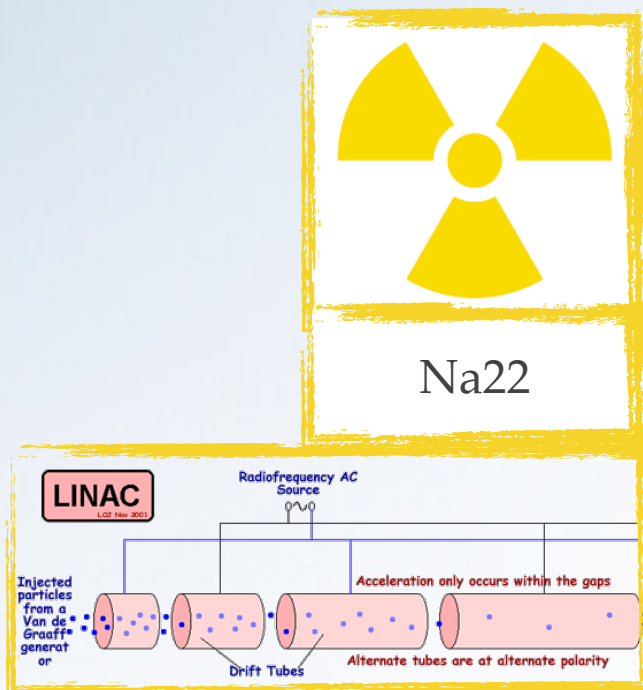 Na22
LINAC
LGJ Nov 2001
Radiofrequency AC
Source
Injected
particles
from a
Van de
Graaff
generat
or
Acceleration only occurs within the gaps
Drift Tubes
Alternate tubes are at alternate polarity